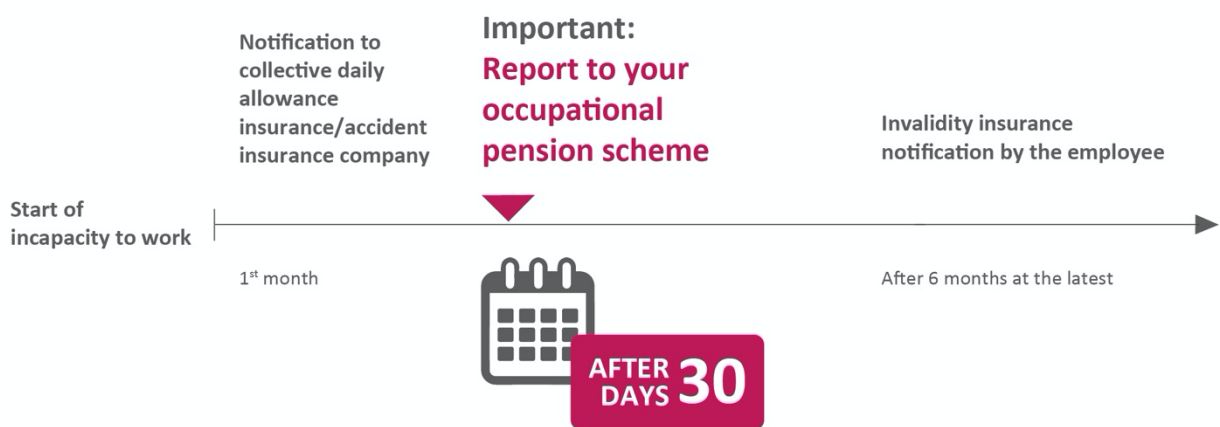 Notification to
collective daily
allowance
insurance/accident
insurance company
Important:
Report to your
occupational
pension scheme
Invalidity insurance
notification by the employee
Start of
incapacity to work
1st month
After 6 months at the latest
AFTER
DAYS
30